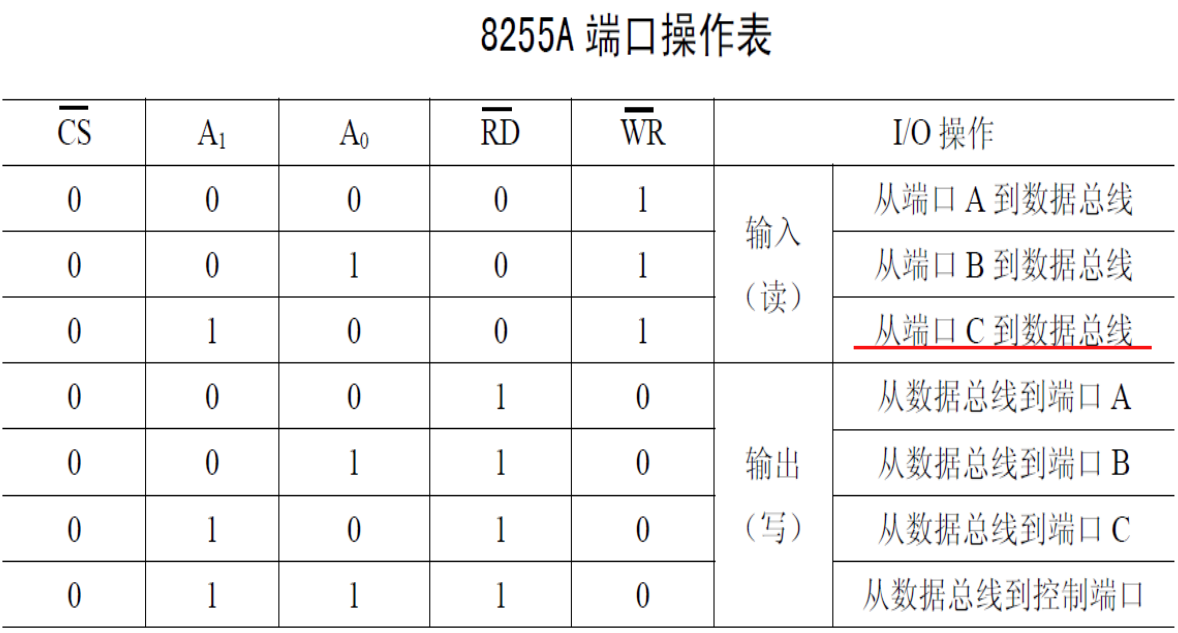 8255A 端口操作表
CS A1 A0 RD WR I/O 操作
0 0 0 0 1 输入（读） 从端口 A 到数据总线
0 0 1 0 1 从端口 B 到数据总线
0 1 0 0 1 从端口 C 到数据总线
0 0 0 1 0 输出（写） 从数据总线到端口 A
0 0 1 1 0 从数据总线到端口 B
0 1 0 1 0 从数据总线到端口 C
0 1 1 1 0 从数据总线到控制端口